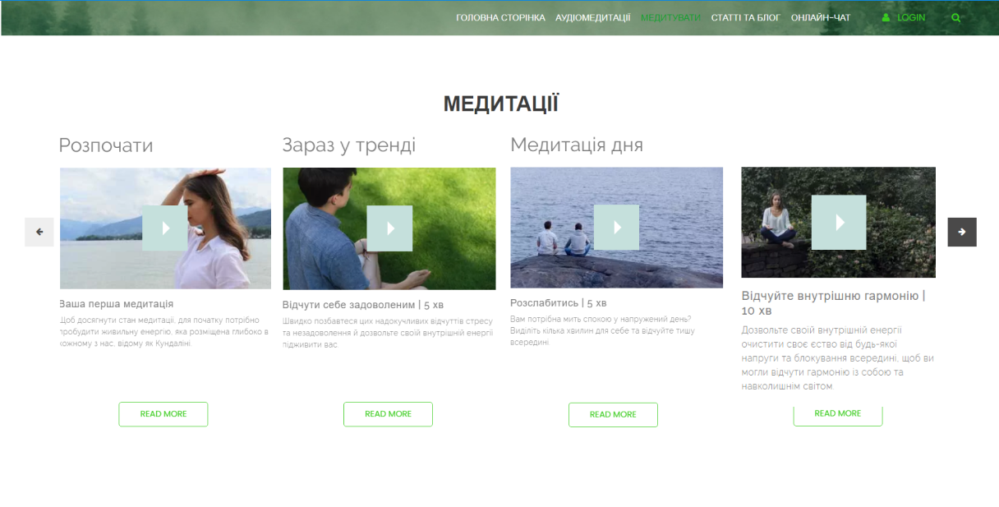 ГОЛОВНА СТОРІНКА АУДІОМЕДИТАЦІЇ МЕДИТУВАТИ СТАТТІ ТА БЛОГ ОНЛАЙН-ЧАТ LOGIN
МЕДИТАЦІЇ
Розпочати
Ваша перша медитація
Щоб досягнути стан медитації, для початку потрібно
пробудити живильну енергію, яка розміщена глибоко в
кожному з нас, відому як Кундаліні.
READ MORE
Зараз у тренді
Відчути себе задоволеним | 5 хв
Швидко позбавтеся цих надокучливих відчуттів стресу
та незадоволення й дозвольте своїй внутрішній енергії
підживити вас.
READ MORE
Медитація дня
Розслабитись | 5 хв
Вам потрібна мить спокою у напружений день?
Виділіть кілька хвилин для себе та відчуйте тишу
всередині.
READ MORE
Відчуйте внутрішню гармонію |
10 хв
Дозвольте своїй внутрішній енергії
очистити своє єство від будь-якої
напруги та блокування всередині, щоб ви
могли відчути гармонію із собою та
навколишнім світом.
READ MORE